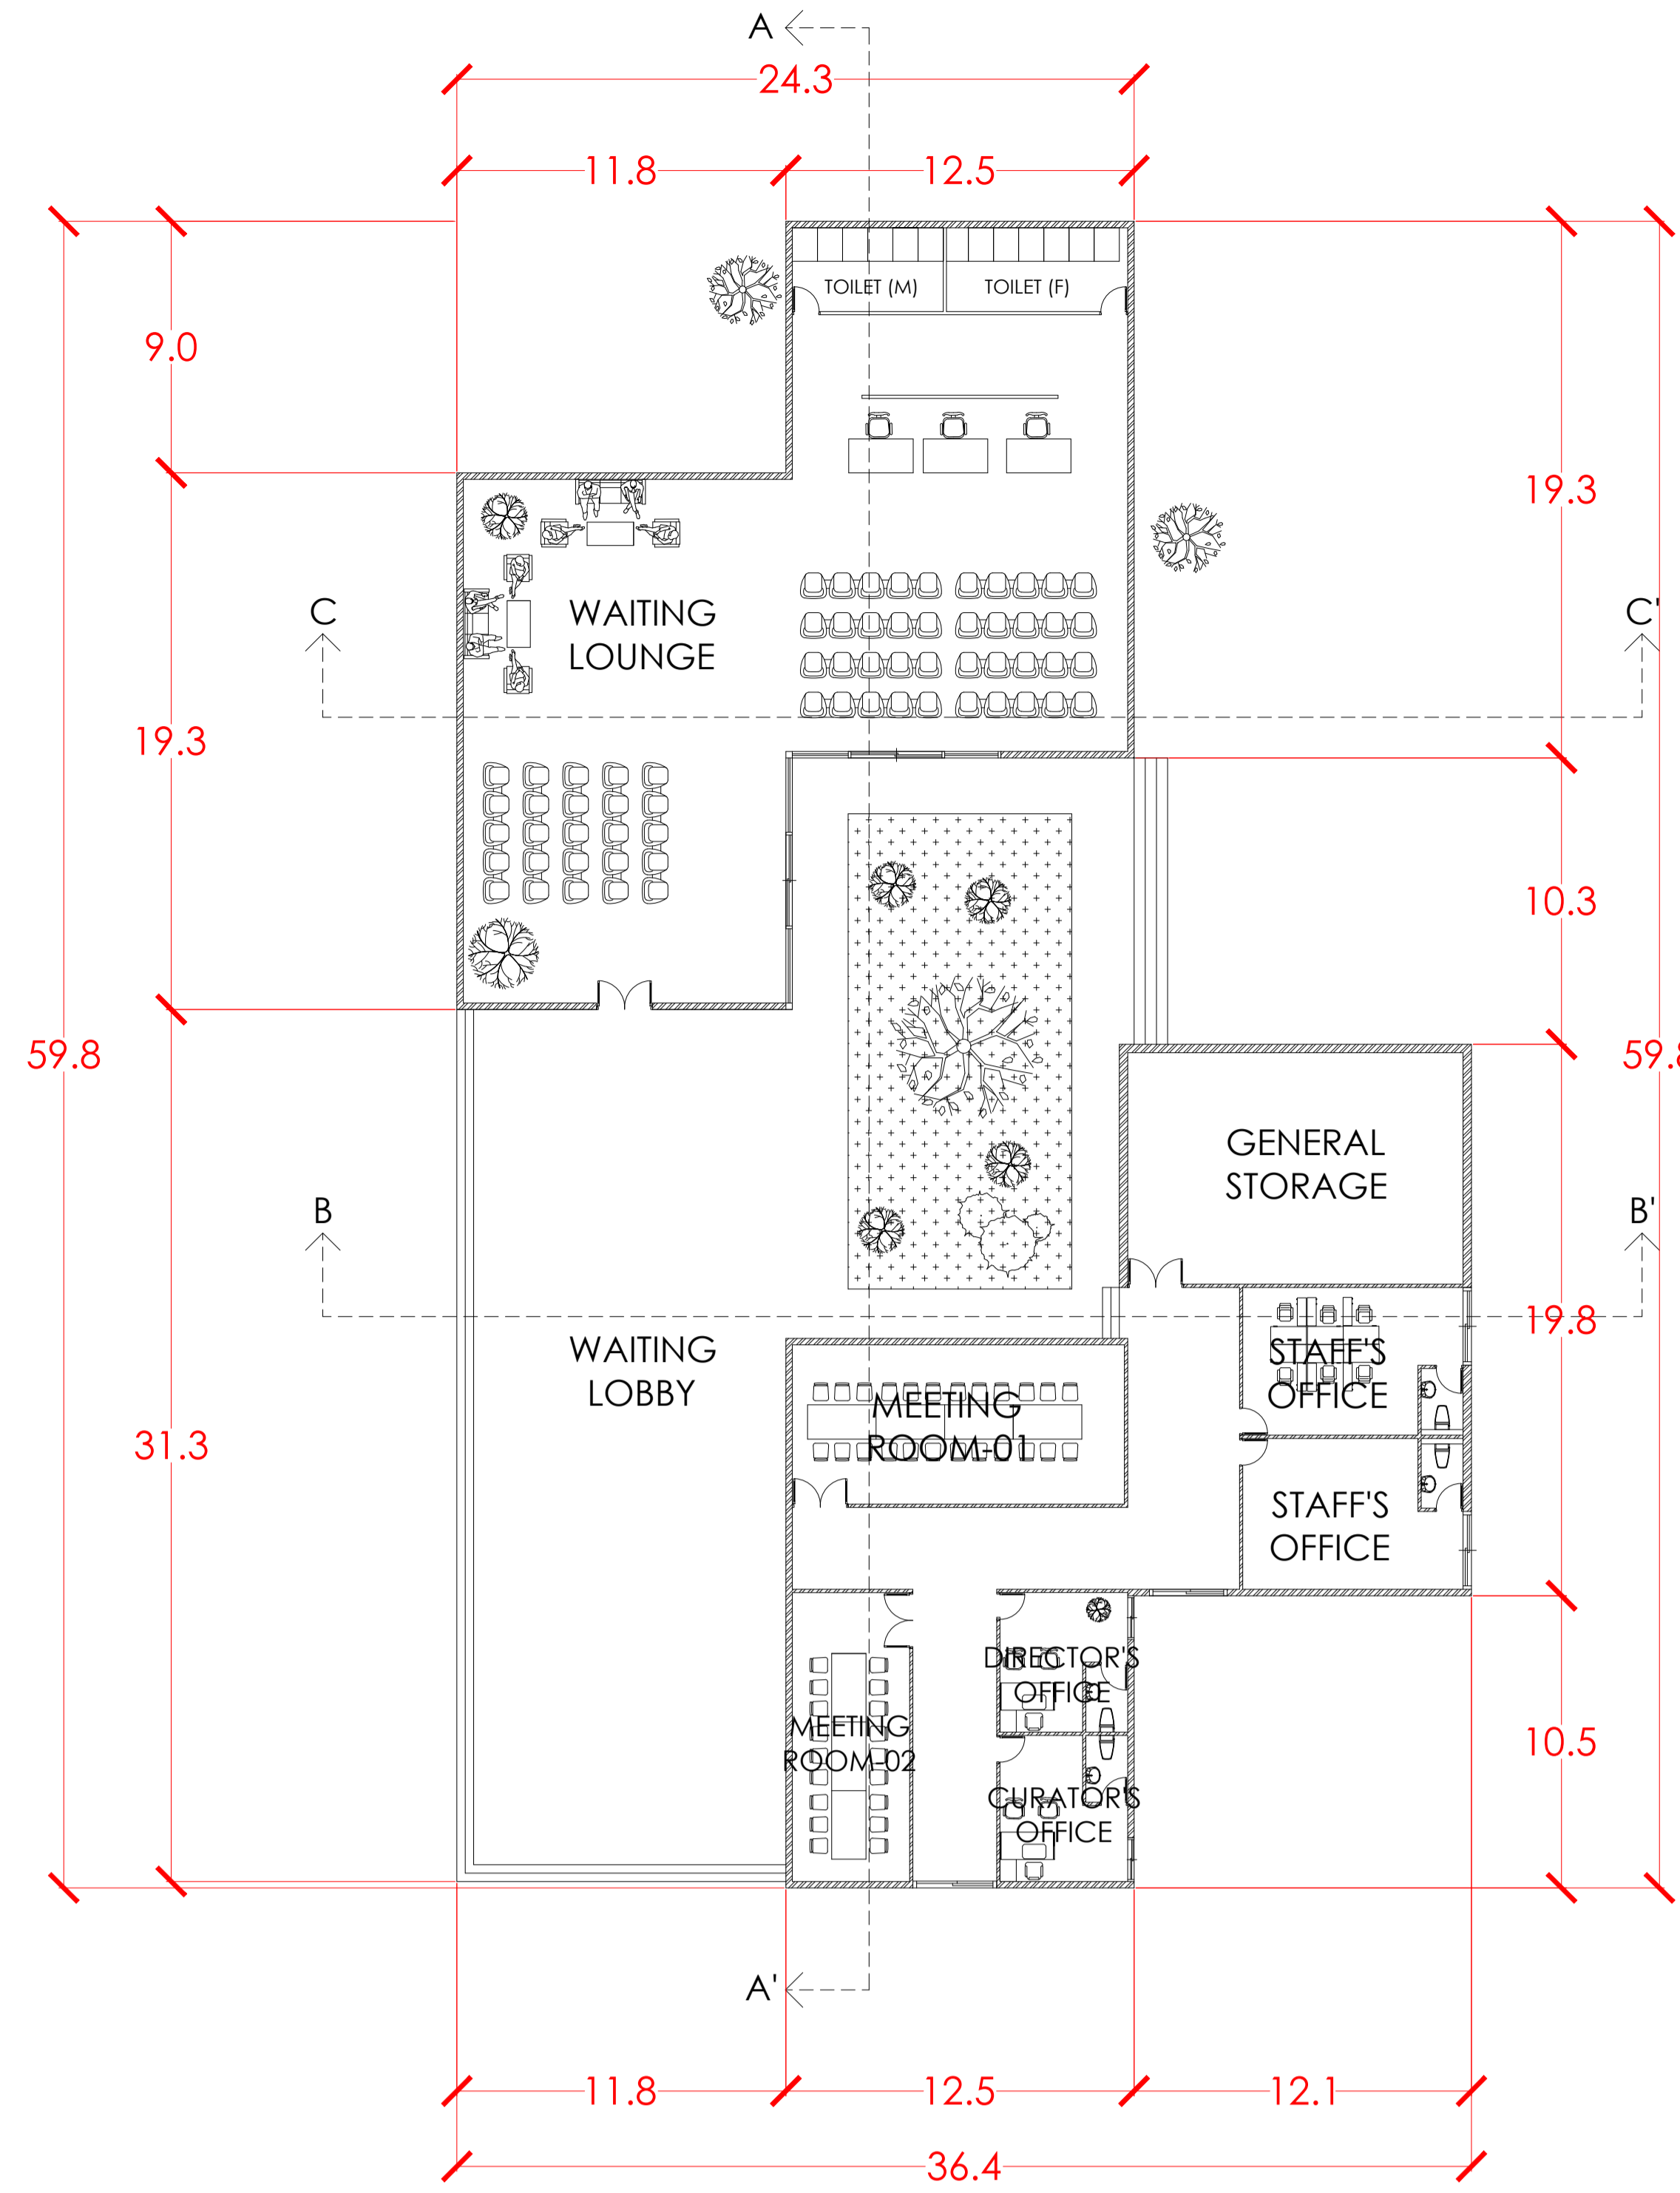 A
24.3
11.8
12.5
TOILET (M)
TOILET (F)
9.0
19.3
C
WAITING
LOUNGE
C'
19.3
10.3
59.8
59.8
GENERAL
STORAGE
B
B'
19.8
WAITING
LOBBY
STAFF'S
OFFICE
MEETING
ROOM-01
31.3
STAFF'S
OFFICE
DIRECTOR'S
OFFICE
MEETING
ROOM-02
10.5
CURATOR'S
OFFICE
A'
11.8
12.5
12.1
36.4